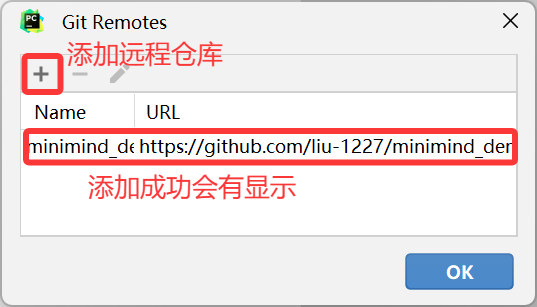 PC
Git Remotes
添加远程仓库
Name URL
minimind_de https://github.com/liu-1227/minimind_der
添加成功会有显示
OK